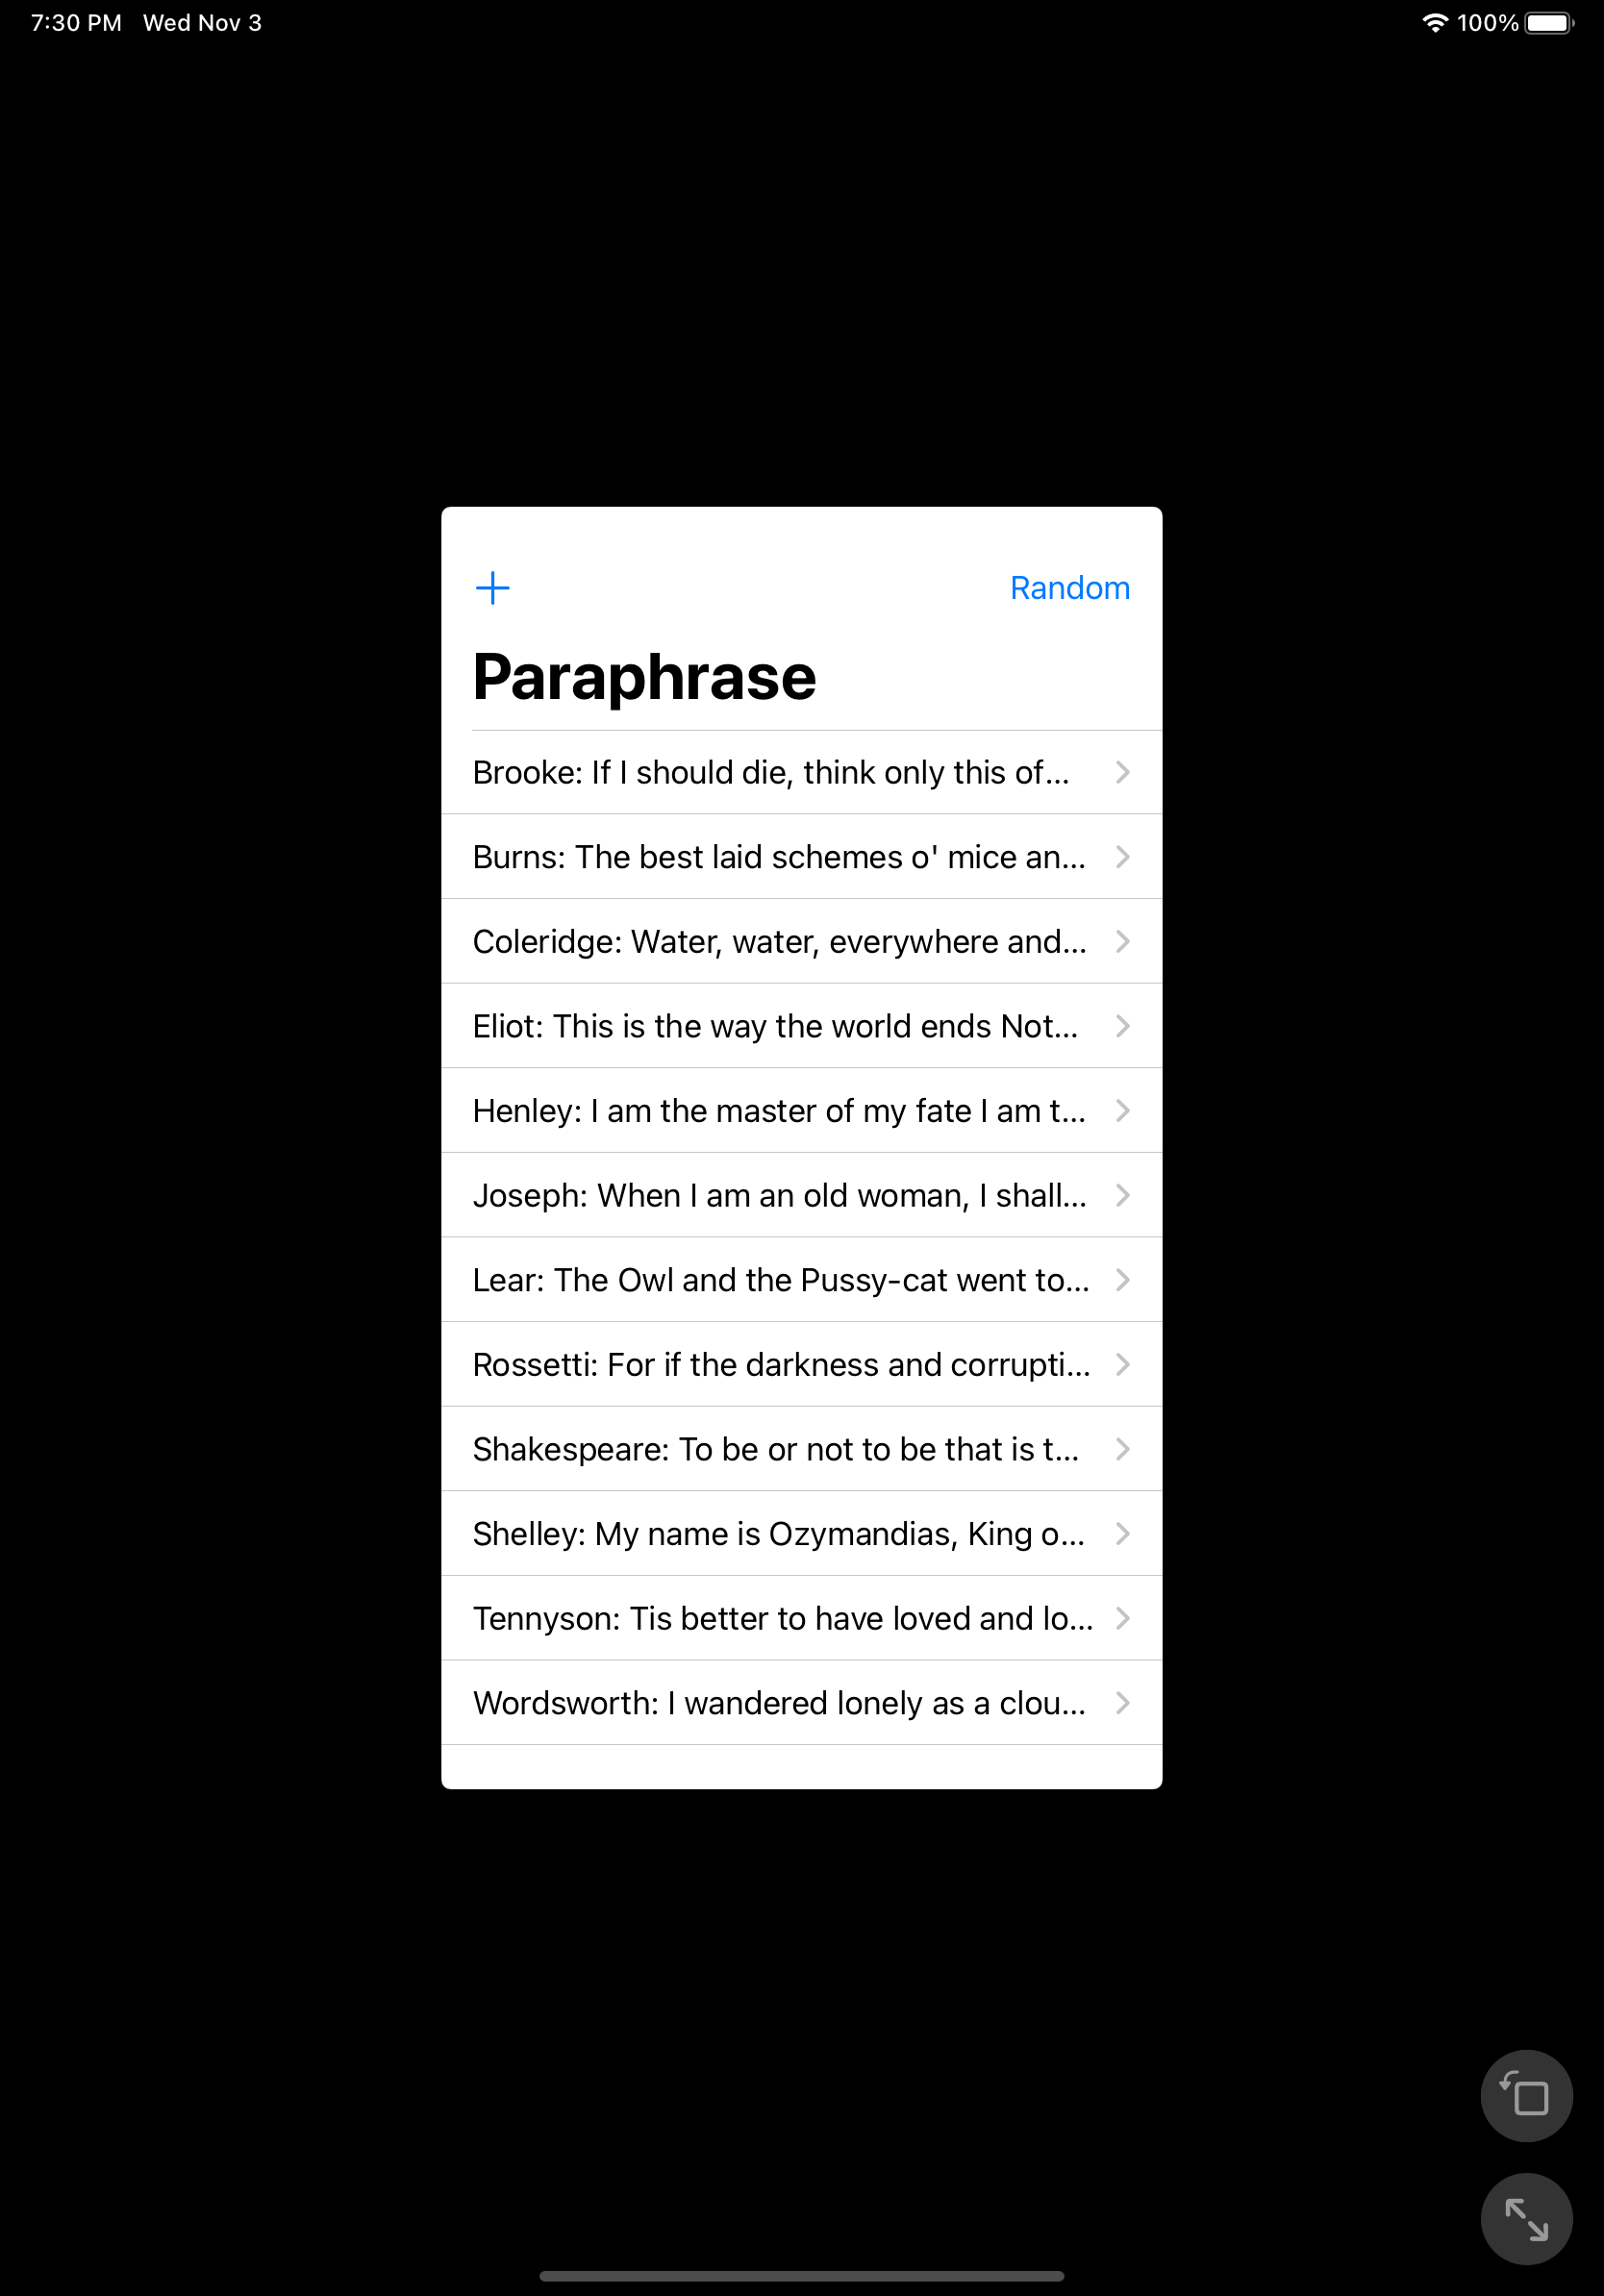 7:30 PM Wed Nov 3 100%
Random
Paraphrase
Brooke: If I should die, think only this of...
Burns: The best laid schemes o' mice an...
Coleridge: Water, water, everywhere and...
Eliot: This is the way the world ends Not...
Henley: I am the master of my fate I am t...
Joseph: When I am an old woman, I shall...
Lear: The Owl and the Pussy-cat went to...
Rossetti: For if the darkness and corrupti...
Shakespeare: To be or not to be that is t...
Shelley: My name is Ozymandias, King o...
Tennyson: Tis better to have loved and lo...
Wordsworth: I wandered lonely as a clou...